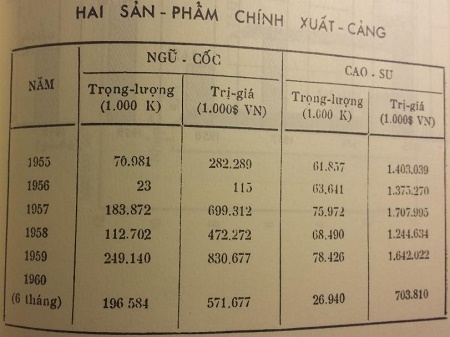 HAI SẢN - PHẨM CHÍNH XUẤT - CẢNG
NĂM
NGŨ - CỐC
CAO - SU
Trọng-lượng (1.000 K)
Trị-giá (1.000$ VN)
Trọng-lượng (1.000 K)
Trị-giá (1.000$ VN)
1955 70.981 282.289 61.857 1.403.039
1956 23 115 63.641 1.375.270
1957 183.872 699.312 75.972 1.707.995
1958 112.702 472.272 68.490 1.244.634
1959 249.140 830.677 78.426 1.642.022
1960
(6 tháng) 196 584 571.677 26.940 703.810